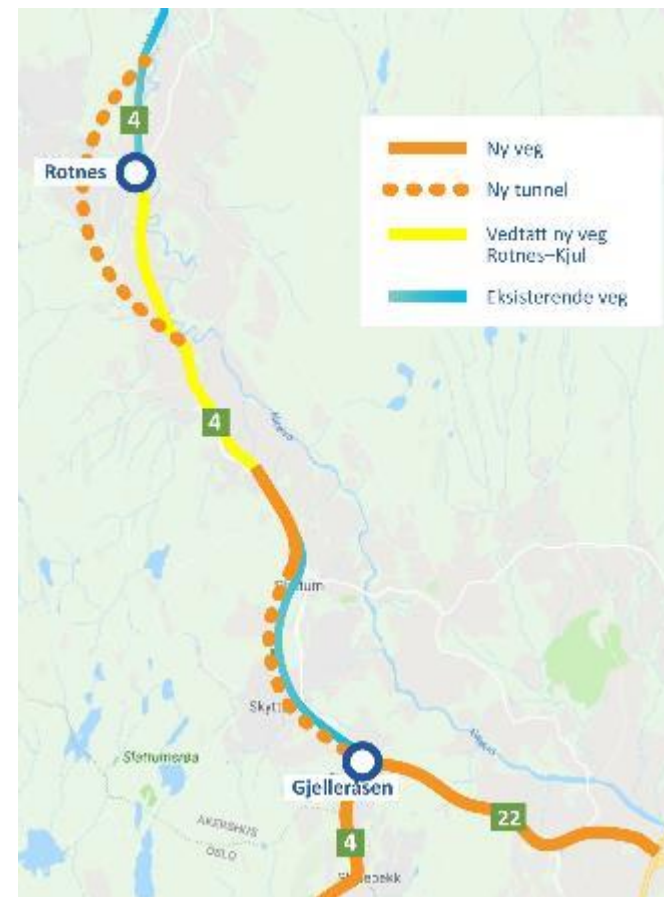 4
Rotnes
Ny veg
Ny tunnel
Vedtatt ny veg
Rotnes–Kjul
Eksisterende veg
4
Gjelleråsen
22
AKERSHUS
OSLO
4